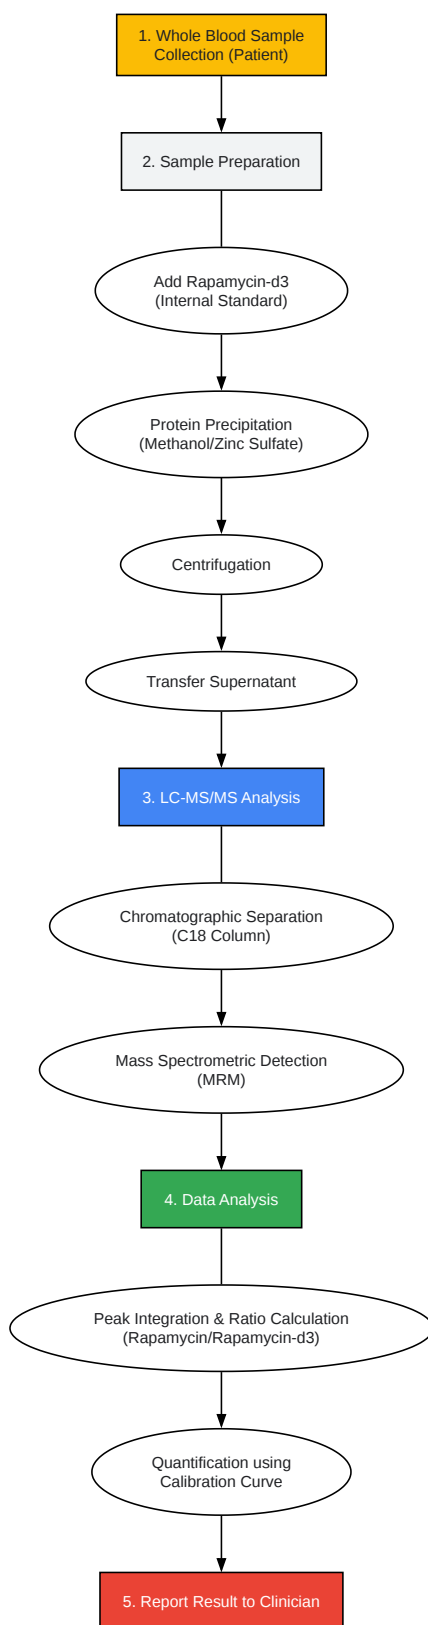 1. Whole Blood Sample
Collection (Patient)
2. Sample Preparation
Add Rapamycin-d3
(Internal Standard)
Protein Precipitation
(Methanol/Zinc Sulfate)
Centrifugation
Transfer Supernatant
3. LC-MS/MS Analysis
Chromatographic Separation
(C18 Column)
Mass Spectrometric Detection
(MRM)
4. Data Analysis
Peak Integration & Ratio Calculation
(Rapamycin/Rapamycin-d3)
Quantification using
Calibration Curve
5. Report Result to Clinician